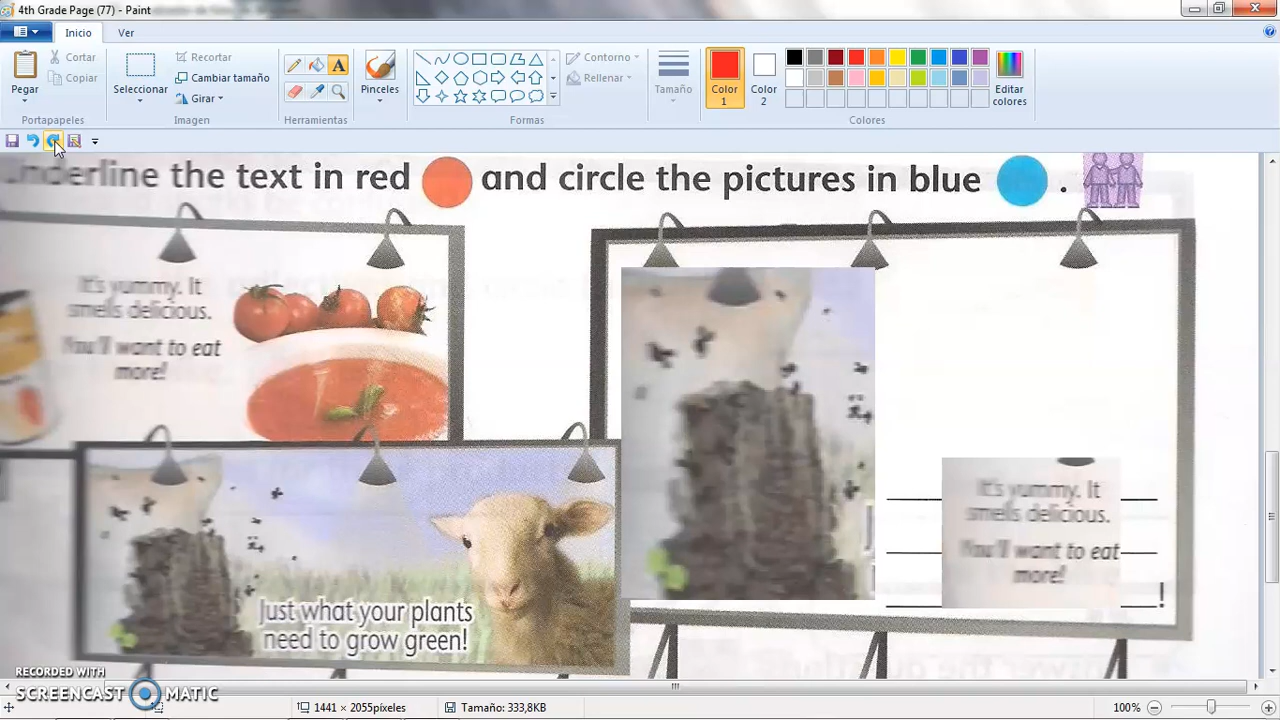 4th Grade Page (77) - Paint
Inicio
Ver
Pegar
Cortar
Copiar
Portapapeles
Seleccionar
Recortar
Cambiar tamaño
Girar
Imagen
Herramientas
Pinceles
Formas
Contorno
Rellenar
Tamaño
Color 1
Color 2
Editar colores
Colores
Underline the text in red and circle the pictures in blue .
It's yummy. It
smells delicious.
You'll want to eat
more!
Just what your plants
need to grow green!
It's yummy. It
smells delicious.
You'll want to eat
more!
!
RECORDED WITH
SCREENCAST MATIC
1441 × 2055píxeles
Tamaño: 333,8KB
100%